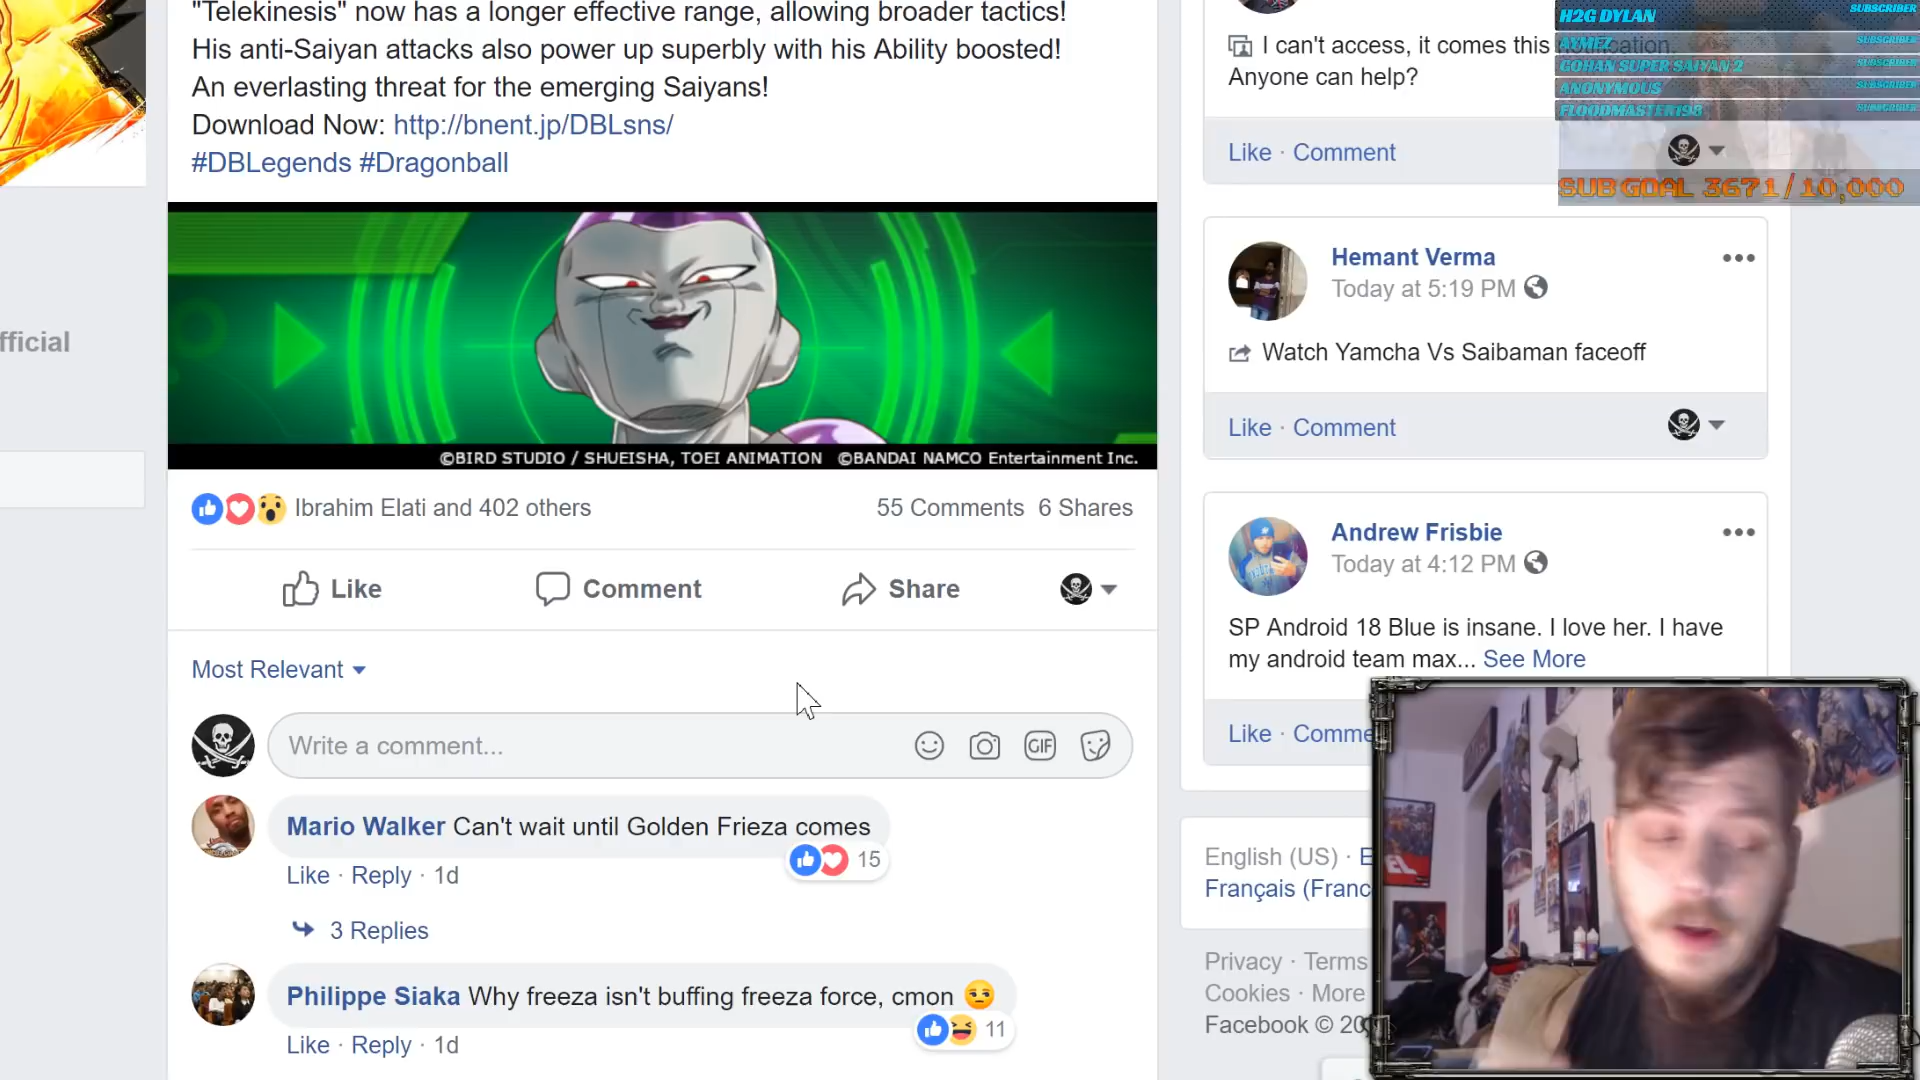 "Telekinesis" now has a longer effective range, allowing broader tactics!
His anti-Saiyan attacks also power up superbly with his Ability boosted!
An everlasting threat for the emerging Saiyans!
Download Now: http://bnent.jp/DBLsns/
#DBLegends #Dragonball
fficial
©BIRD STUDIO / SHUEISHA, TOEI ANIMATION ©BANDAI NAMCO Entertainment Inc.
Ibrahim Elati and 402 others
55 Comments 6 Shares
Like
Comment
Share
Most Relevant
Write a comment...
GIF
Mario Walker Can't wait until Golden Frieza comes
15
Like · Reply · 1d
3 Replies
Philippe Siaka Why freeza isn't buffing freeza force, cmon 😒
11
Like · Reply · 1d
I can't access, it comes this
Anyone can help?
Like · Comment
H2G DYLAN SUBSCRIBER
AYMEZ SUBSCRIBER
GOHAN SUPER SAIYAN 2 SUBSCRIBER
ANONYMOUS SUBSCRIBER
FLOODMASTER198 SUBSCRIBER
SUB GOAL 3671/10,000
Hemant Verma
Today at 5:19 PM
Watch Yamcha Vs Saibaman faceoff
Like · Comment
Andrew Frisbie
Today at 4:12 PM
SP Android 18 Blue is insane. I love her. I have
my android team max... See More
Like · Comme
English (US) · E
Français (Franc
Privacy · Terms
Cookies · More
Facebook © 20